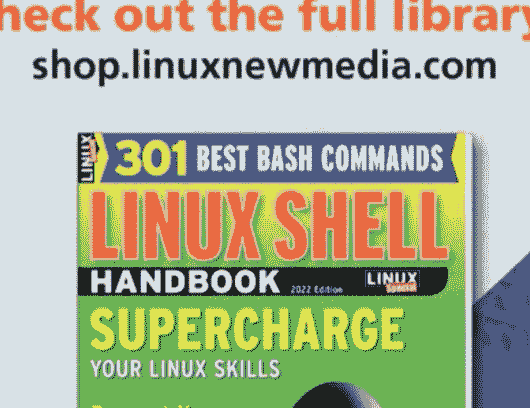 heck out the full library
shop.linuxnewmedia.com
LINUX
301 BEST BASH COMMANDS
LINUX SHELL
HANDBOOK 2022 Edition LINUX
SUPERCHARGE
YOUR LINUX SKILLS